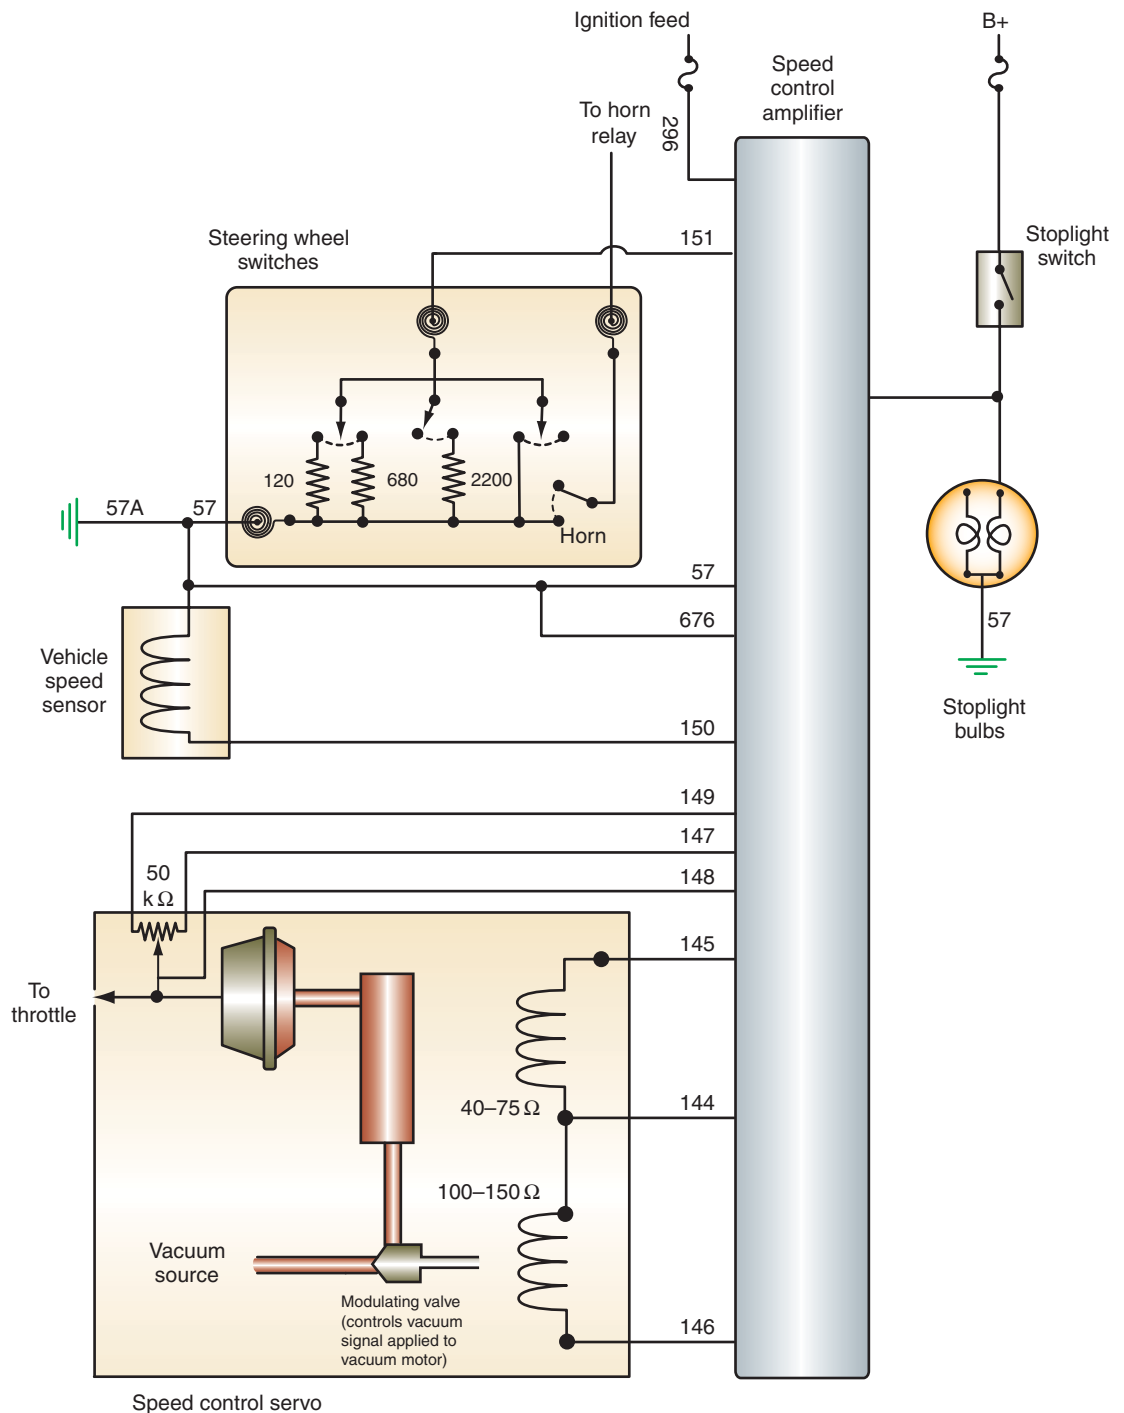 Ignition feed
B+
Speed
control
amplifier
To horn
relay
296
151
Steering wheel
switches
Stoplight
switch
120
680
2200
57A
57
Horn
57
676
57
Vehicle
speed
sensor
150
Stoplight
bulbs
149
147
50
kΩ
148
145
To
throttle
40–75Ω
144
100–150Ω
Vacuum
source
Modulating valve
(controls vacuum
signal applied to
vacuum motor)
146
Speed control servo